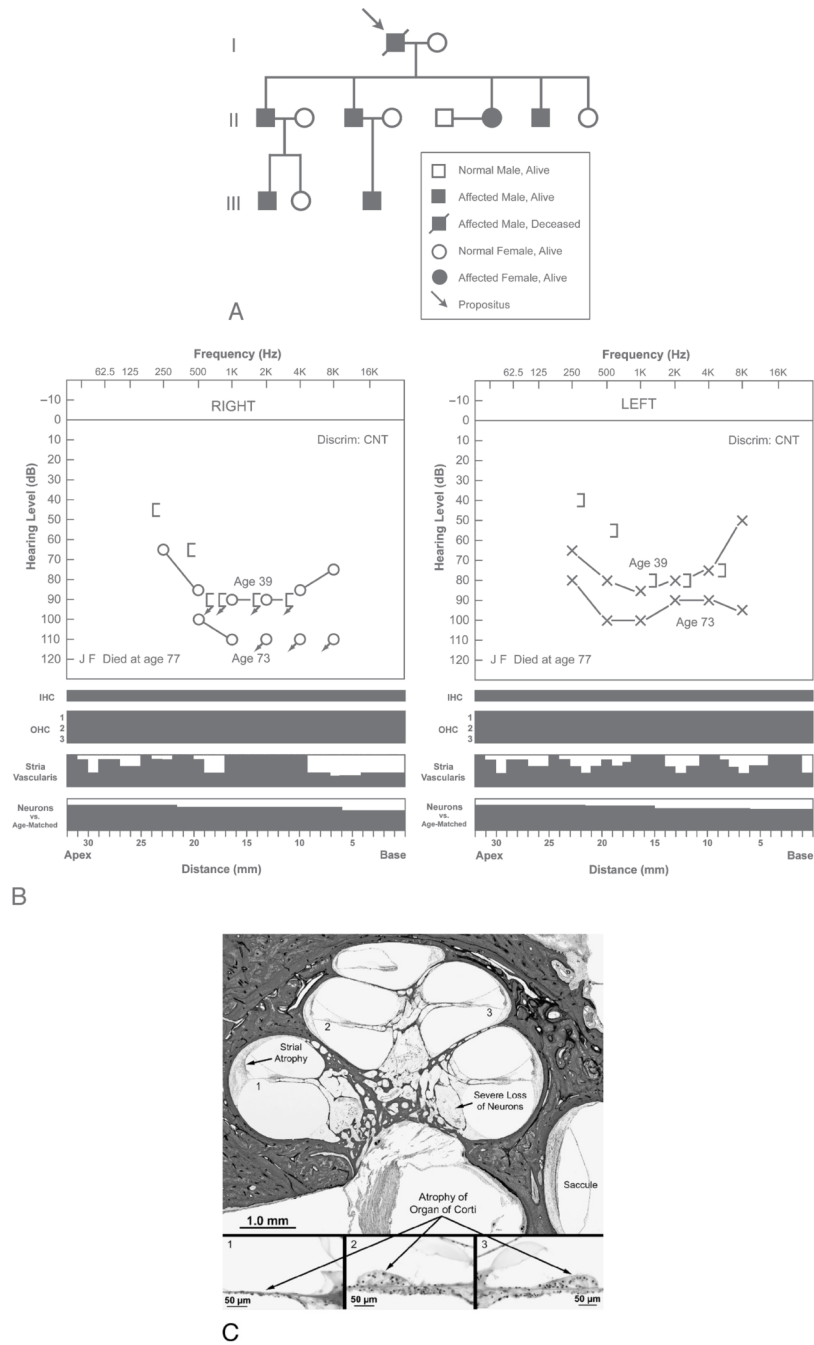 I
II
III
Normal Male, Alive
Affected Male, Alive
Affected Male, Deceased
Normal Female, Alive
Affected Female, Alive
Propositus
A
Frequency (Hz)
62.5 125 250 500 1K 2K 4K 8K 16K
RIGHT
Discrim: CNT
Hearing Level (dB)
–10
0
10
20
30
40
50
60
70
80
90
100
110
120
Age 39
Age 73
J F Died at age 77
IHC
OHC
1
2
3
Stria
Vascularis
Neurons
vs.
Age-Matched
30 25 20 15 10 5
Apex Base
Distance (mm)
Frequency (Hz)
62.5 125 250 500 1K 2K 4K 8K 16K
LEFT
Discrim: CNT
Hearing Level (dB)
–10
0
10
20
30
40
50
60
70
80
90
100
110
120
Age 39
Age 73
J F Died at age 77
IHC
OHC
1
2
3
Stria
Vascularis
Neurons
vs.
Age-Matched
30 25 20 15 10 5
Apex Base
Distance (mm)
B
2
3
Strial
Atrophy
1
Severe Loss
of Neurons
Saccule
Atrophy of
Organ of Corti
1.0 mm
1
2
3
50 µm
50 µm
50 µm
C